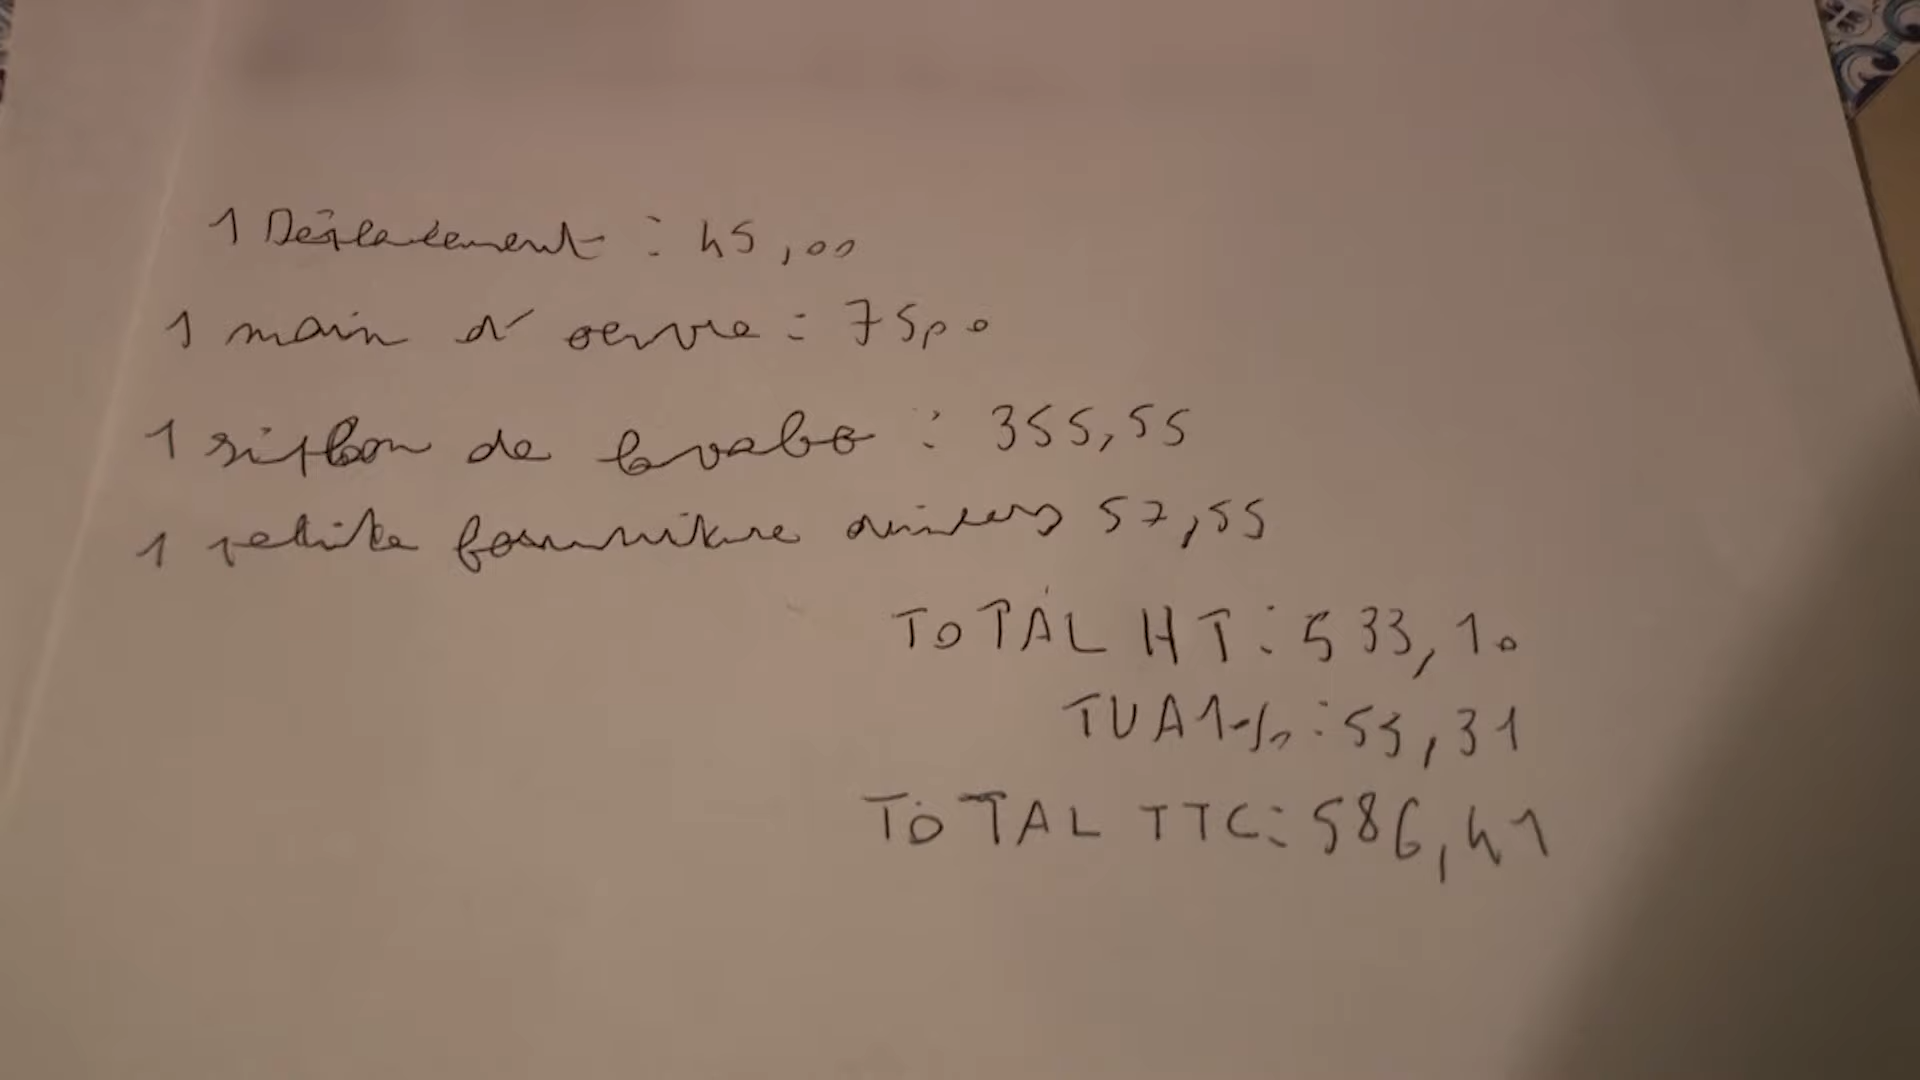 1 Déplacement : 45,00
1 main d'oeuvre : 75,00
1 siphon de lavabo : 355,55
1 petite fourniture divers 57,55
TOTAL HT : 533,10
TVA 10% : 53,31
TOTAL TTC : 586,41